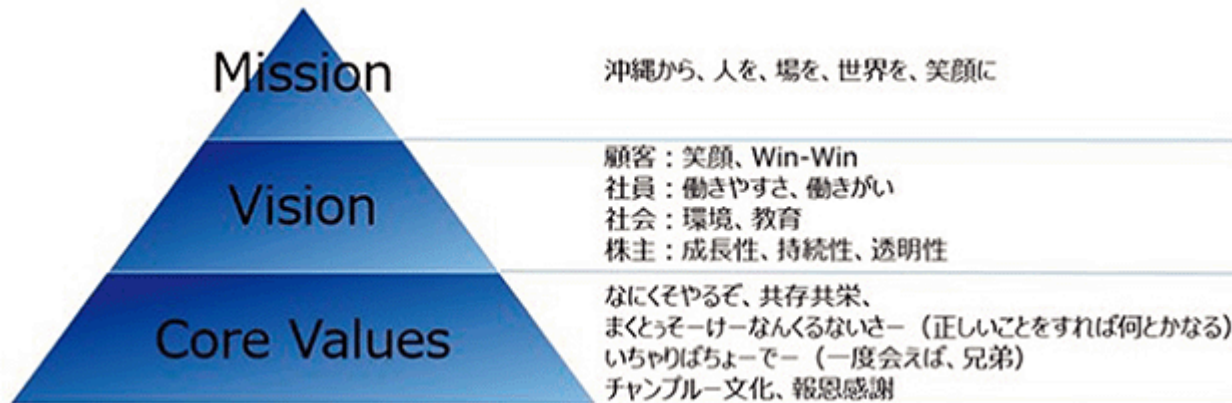 Mission
沖縄から、人を、場を、世界を、笑顔に
Vision
顧客：笑顔、Win-Win
社員：働きやすさ、働きがい
社会：環境、教育
株主：成長性、持続性、透明性
Core Values
なにくそやるぞ、共存共栄、
まくとぅそーけーなんくるないさー（正しいことをすれば何とかなる）
いちゃりばちょーでー（一度会えば、兄弟）
チャンプルー文化、報恩感謝